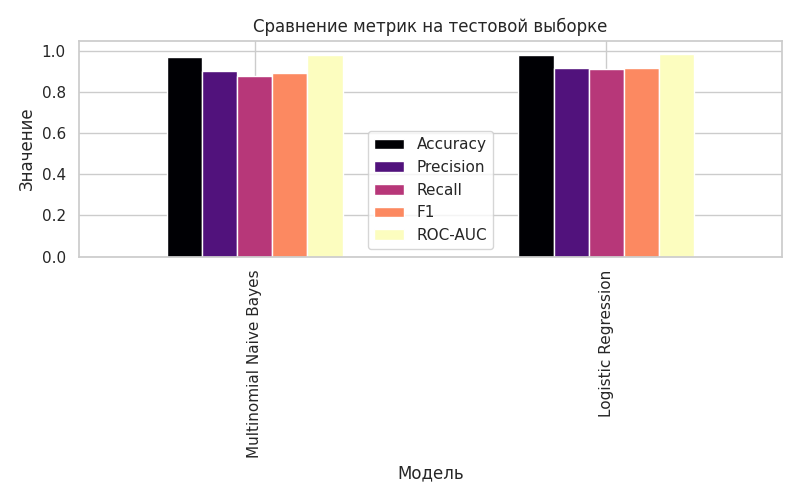 Сравнение метрик на тестовой выборке
Значение
1.0
0.8
0.6
0.4
0.2
0.0
Accuracy
Precision
Recall
F1
ROC-AUC
Multinomial Naive Bayes
Logistic Regression
Модель